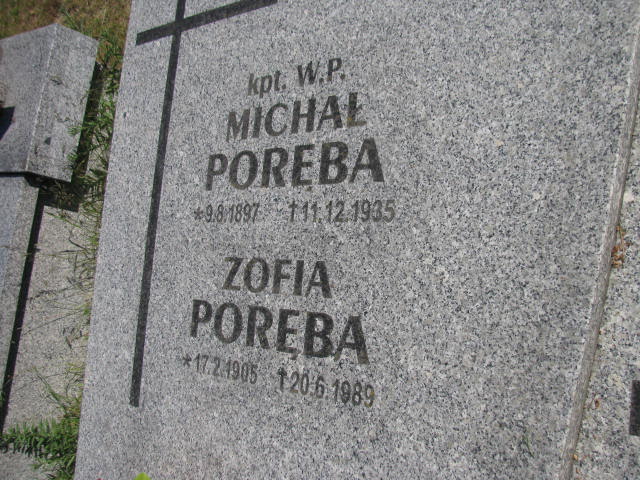 kpt. W.P.
MICHAŁ
PORĘBA
*9.8.1897 †11.12.1935
ZOFIA
PORĘBA
*17.2.1905 †20.6.1989